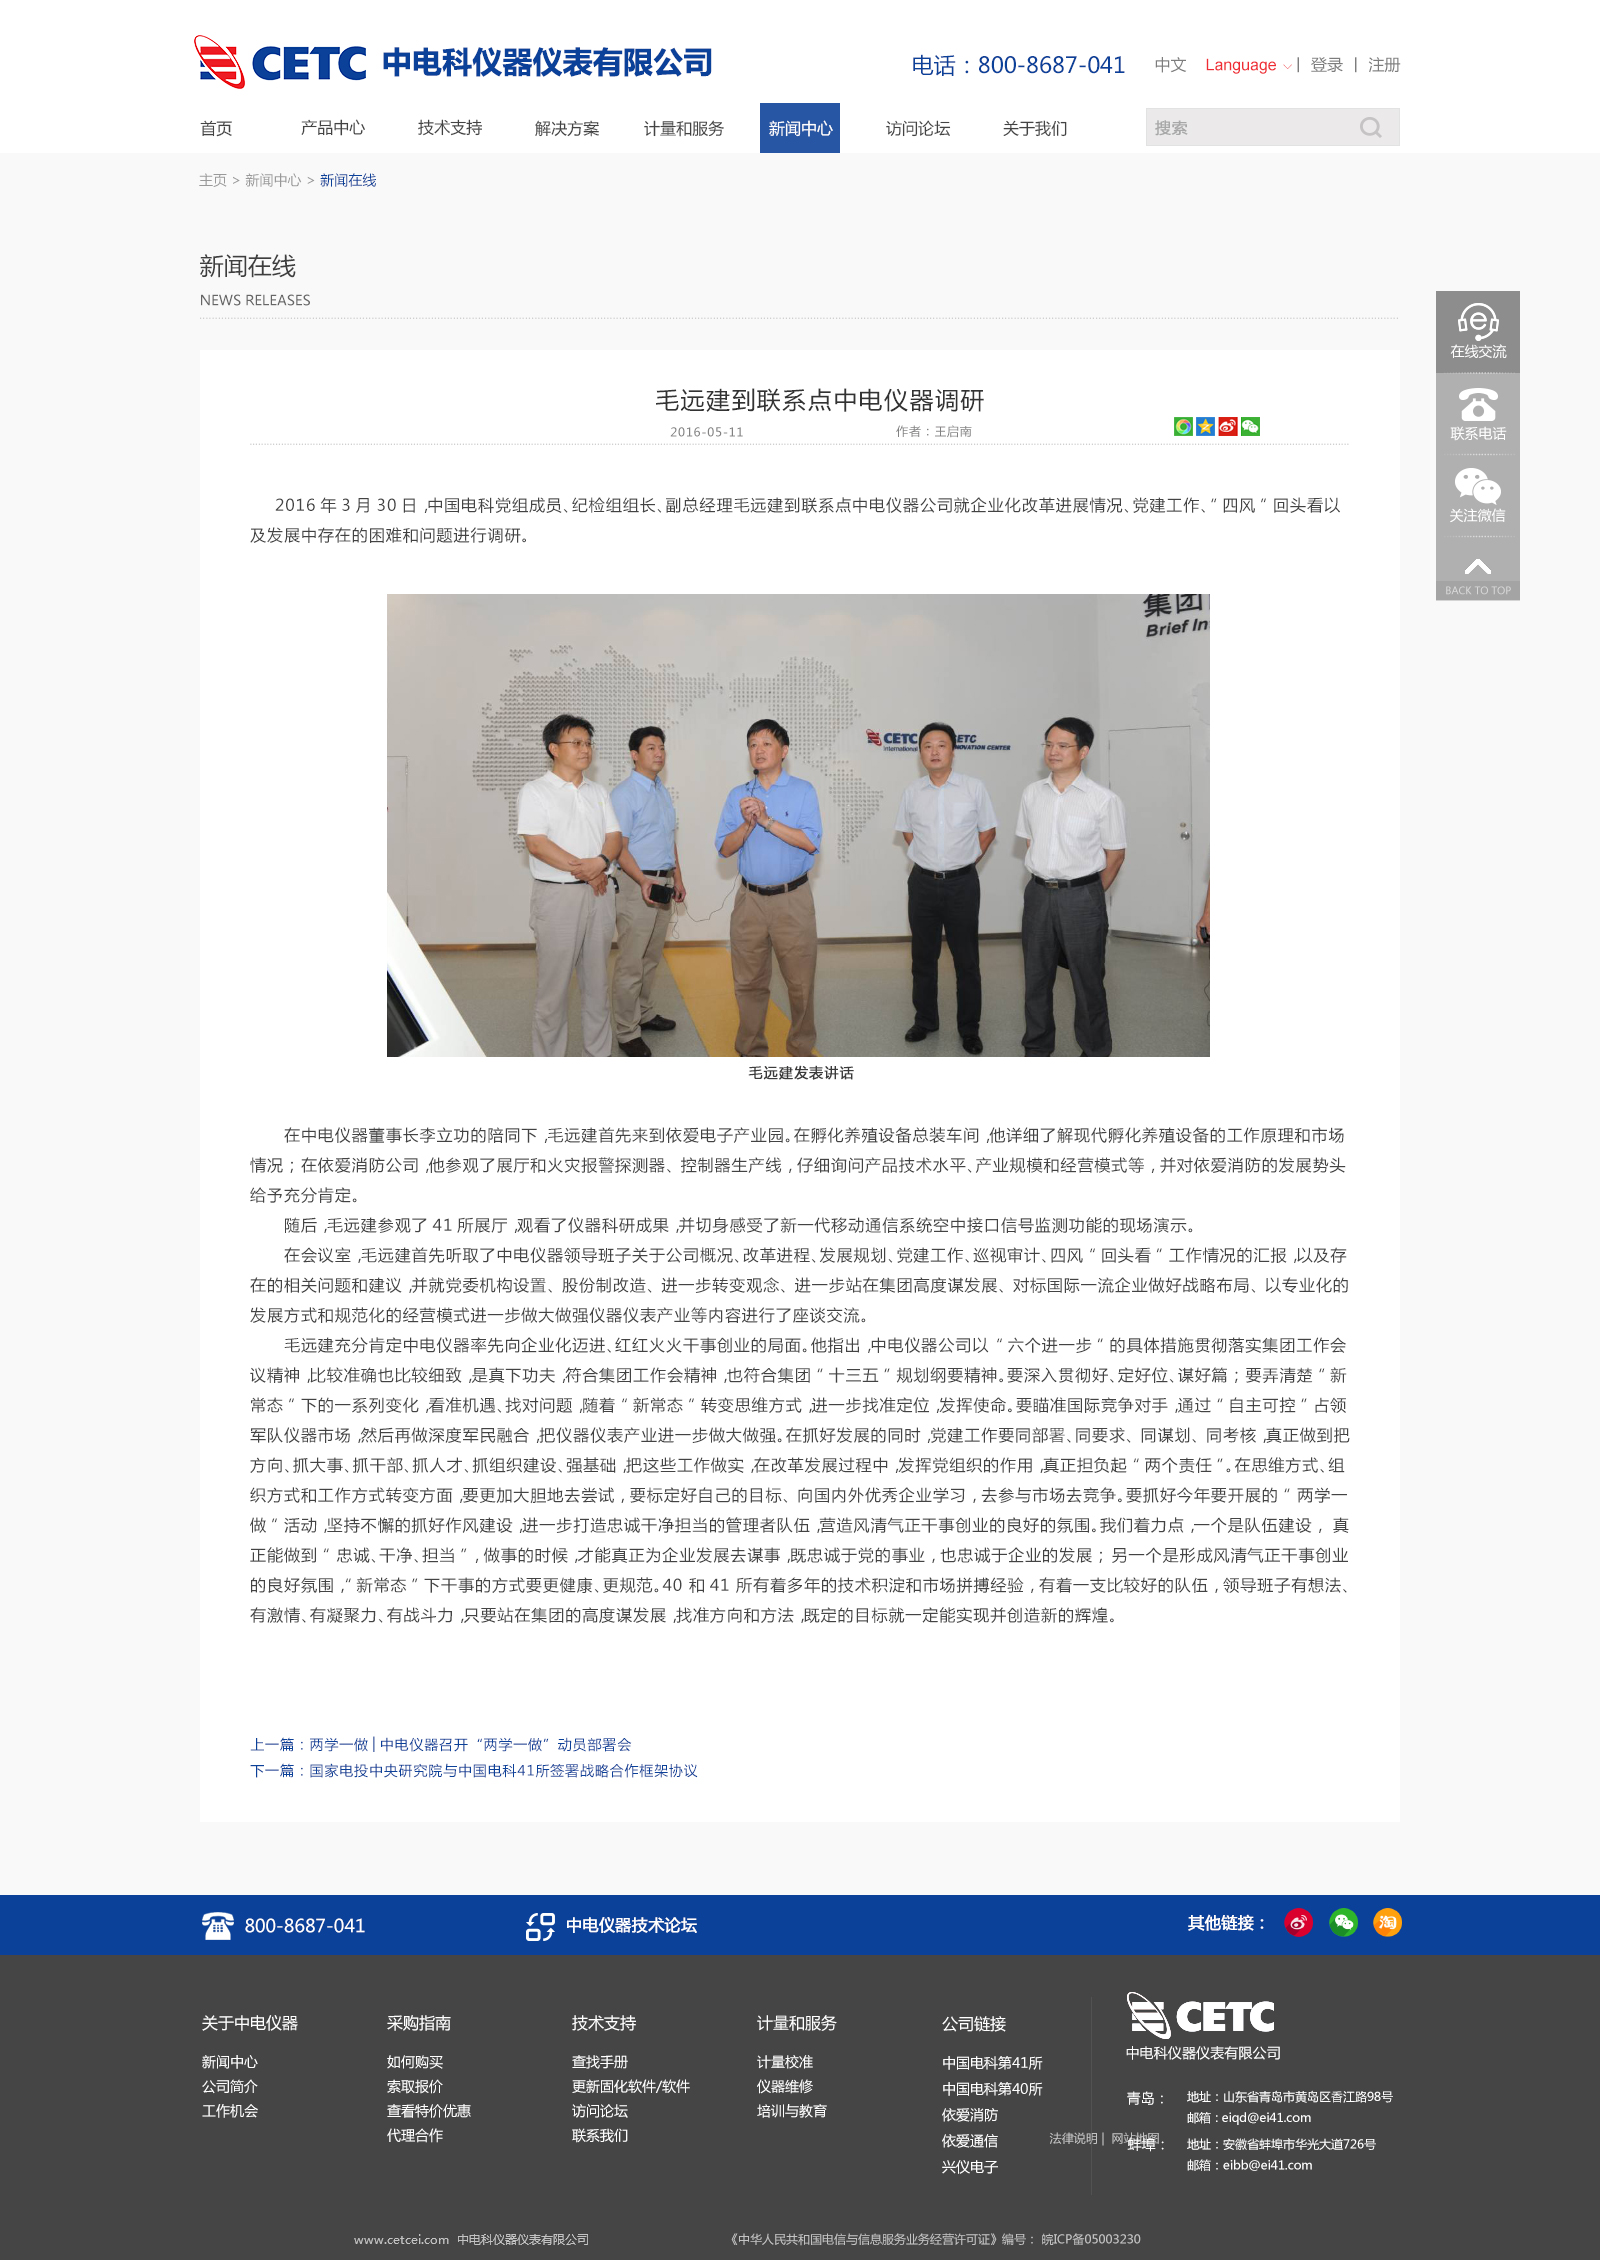 CETC 中电科仪器仪表有限公司
电话：800-8687-041 中文 Language | 登录 | 注册
首页 产品中心 技术支持 解决方案 计量和服务 新闻中心 访问论坛 关于我们 搜索
主页 > 新闻中心 > 新闻在线
新闻在线
NEWS RELEASES
在线交流
联系电话
关注微信
BACK TO TOP
毛远建到联系点中电仪器调研
2016-05-11 作者：王启南
2016 年 3 月 30 日，中国电科党组成员、纪检组组长、副总经理毛远建到联系点中电仪器公司就企业化改革进展情况、党建工作、“四风“回头看以
及发展中存在的困难和问题进行调研。
集团
Brief In
CETC
International
CETC
INNOVATION CENTER
毛远建发表讲话
在中电仪器董事长李立功的陪同下，毛远建首先来到依爱电子产业园。在孵化养殖设备总装车间，他详细了解现代孵化养殖设备的工作原理和市场
情况；在依爱消防公司，他参观了展厅和火灾报警探测器、控制器生产线，仔细询问产品技术水平、产业规模和经营模式等，并对依爱消防的发展势头
给予充分肯定。
随后，毛远建参观了 41 所展厅，观看了仪器科研成果，并切身感受了新一代移动通信系统空中接口信号监测功能的现场演示。
在会议室，毛远建首先听取了中电仪器领导班子关于公司概况、改革进程、发展规划、党建工作、巡视审计、四风“回头看“工作情况的汇报，以及存
在的相关问题和建议，并就党委机构设置、股份制改造、进一步转变观念、进一步站在集团高度谋发展、对标国际一流企业做好战略布局、以专业化的
发展方式和规范化的经营模式进一步做大做强仪器仪表产业等内容进行了座谈交流。
毛远建充分肯定中电仪器率先向企业化迈进、红红火火干事创业的局面。他指出，中电仪器公司以“六个进一步“的具体措施贯彻落实集团工作会
议精神，比较准确也比较细致，是真下功夫，符合集团工作会精神，也符合集团“十三五“规划纲要精神。要深入贯彻好、定好位、谋好篇；要弄清楚“新
常态“下的一系列变化，看准机遇、找对问题，随着“新常态“转变思维方式，进一步找准定位，发挥使命。要瞄准国际竞争对手，通过“自主可控“占领
军队仪器市场，然后再做深度军民融合，把仪器仪表产业进一步做大做强。在抓好发展的同时，党建工作要同部署、同要求、同谋划、同考核，真正做到把
方向、抓大事、抓干部、抓人才、抓组织建设、强基础，把这些工作做实，在改革发展过程中，发挥党组织的作用，真正担负起“两个责任“。在思维方式、组
织方式和工作方式转变方面，要更加大胆地去尝试，要标定好自己的目标、向国内外优秀企业学习，去参与市场去竞争。要抓好今年要开展的“两学一
做“活动，坚持不懈的抓好作风建设，进一步打造忠诚干净担当的管理者队伍，营造风清气正干事创业的良好的氛围。我们着力点，一个是队伍建设，真
正能做到“忠诚、干净、担当“，做事的时候，才能真正为企业发展去谋事，既忠诚于党的事业，也忠诚于企业的发展；另一个是形成风清气正干事创业
的良好氛围，“新常态“下干事的方式要更健康、更规范。40 和 41 所有着多年的技术积淀和市场拼搏经验，有着一支比较好的队伍，领导班子有想法、
有激情、有凝聚力、有战斗力，只要站在集团的高度谋发展，找准方向和方法，既定的目标就一定能实现并创造新的辉煌。
上一篇：两学一做 | 中电仪器召开“两学一做”动员部署会
下一篇：国家电投中央研究院与中国电科41所签署战略合作框架协议
800-8687-041 中电仪器技术论坛 其他链接： 淘
关于中电仪器
新闻中心
公司简介
工作机会
采购指南
如何购买
索取报价
查看特价优惠
代理合作
技术支持
查找手册
更新固化软件/软件
访问论坛
联系我们
计量和服务
计量校准
仪器维修
培训与教育
公司链接
中国电科第41所
中国电科第40所
依爱消防
依爱通信
兴仪电子
法律说明 | 网站地图
CETC
中电科仪器仪表有限公司
青岛： 地址：山东省青岛市黄岛区香江路98号
邮箱：eiqd@ei41.com
蚌埠： 地址：安徽省蚌埠市华光大道726号
邮箱：eibb@ei41.com
www.cetcei.com 中电科仪器仪表有限公司 《中华人民共和国电信与信息服务业务经营许可证》编号： 皖ICP备05003230